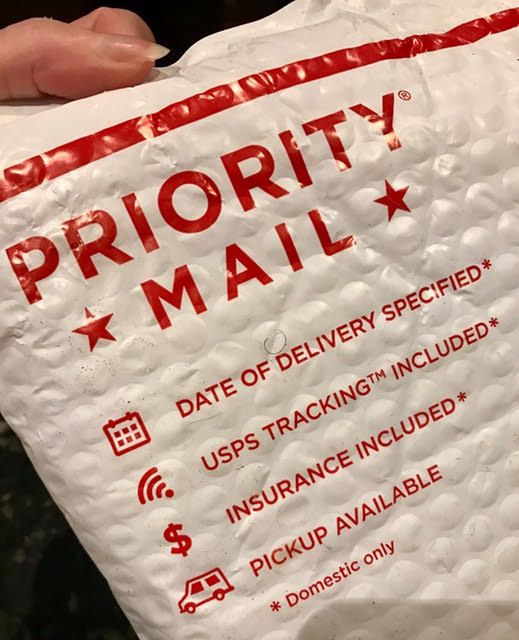 PRIORITY®
★ MAIL ★
DATE OF DELIVERY SPECIFIED*
USPS TRACKING™ INCLUDED*
$ INSURANCE INCLUDED*
PICKUP AVAILABLE
* Domestic only